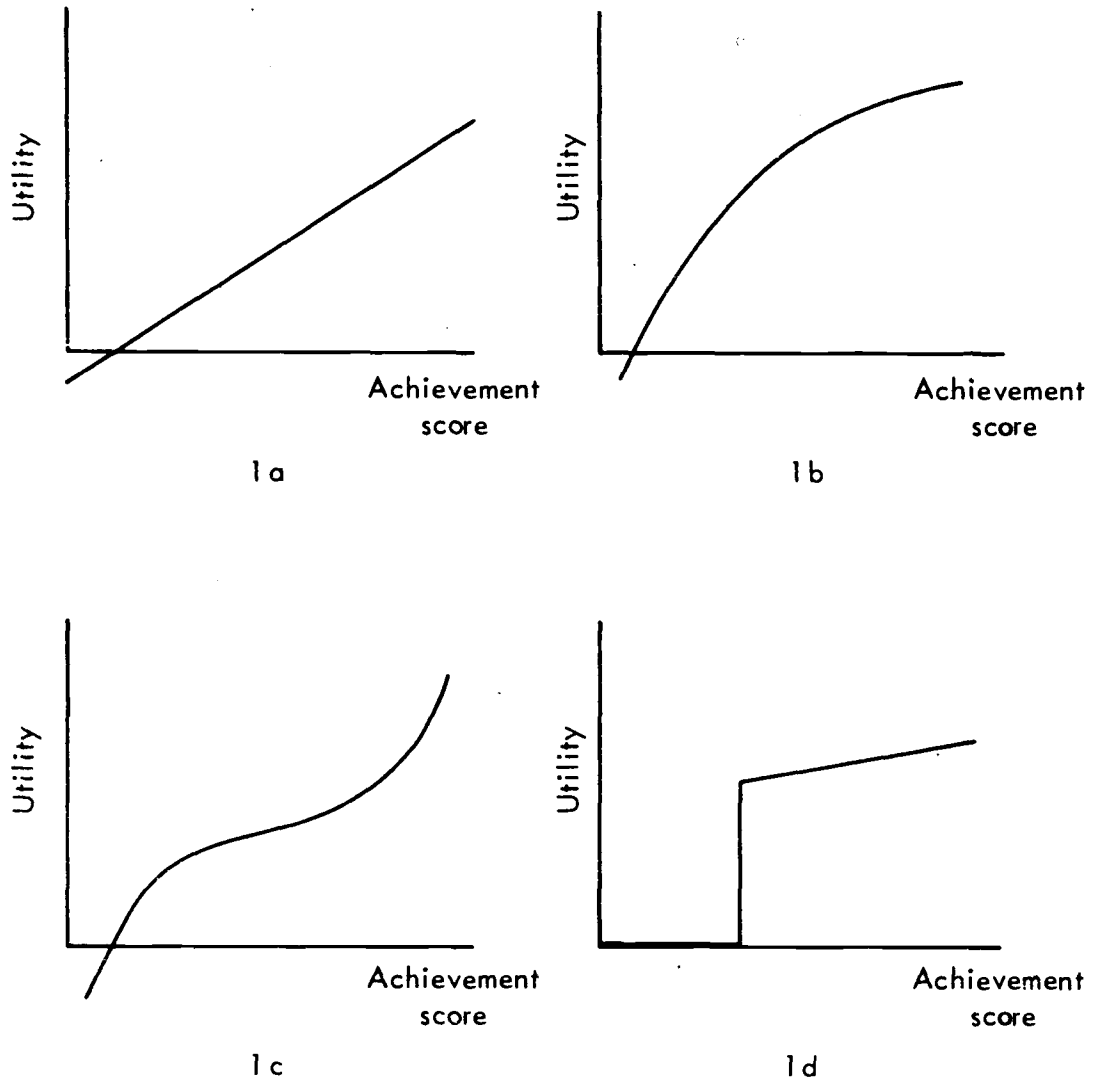 Utility
Achievement
score
1a
Utility
Achievement
score
1b
Utility
Achievement
score
1c
Utility
Achievement
score
1d